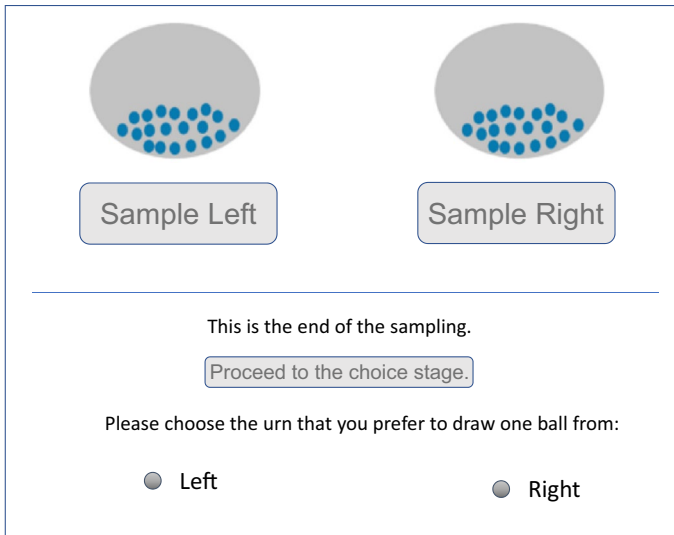 Sample Left
Sample Right
This is the end of the sampling.
Proceed to the choice stage.
Please choose the urn that you prefer to draw one ball from:
Left
Right